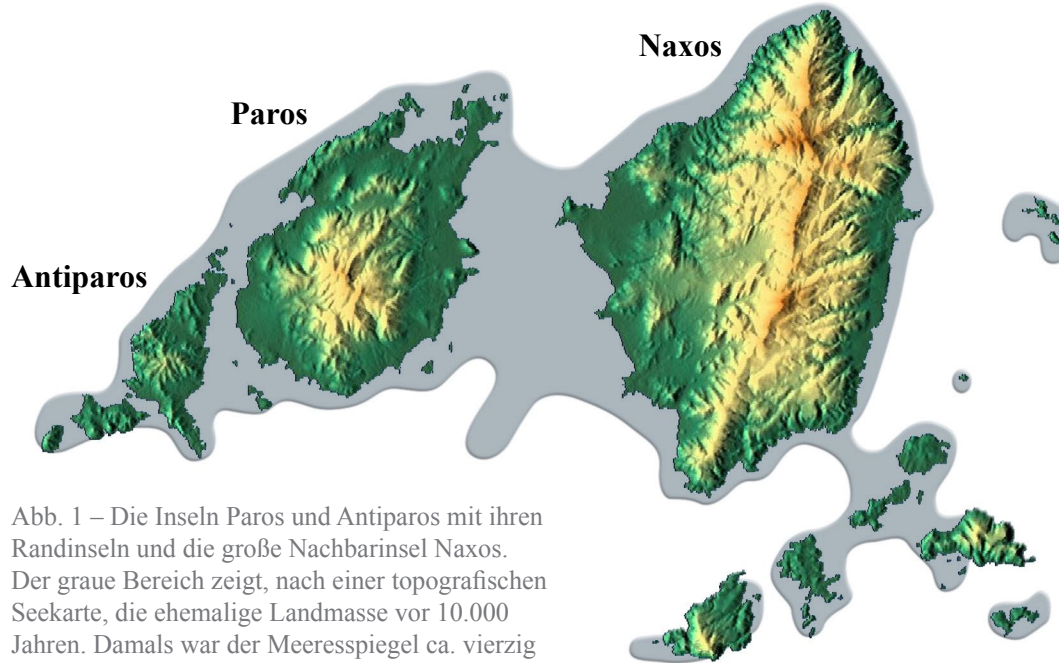 Naxos
Paros
Antiparos
Abb. 1 – Die Inseln Paros und Antiparos mit ihren
Randinseln und die große Nachbarinsel Naxos.
Der graue Bereich zeigt, nach einer topografischen
Seekarte, die ehemalige Landmasse vor 10.000
Jahren. Damals war der Meeresspiegel ca. vierzig